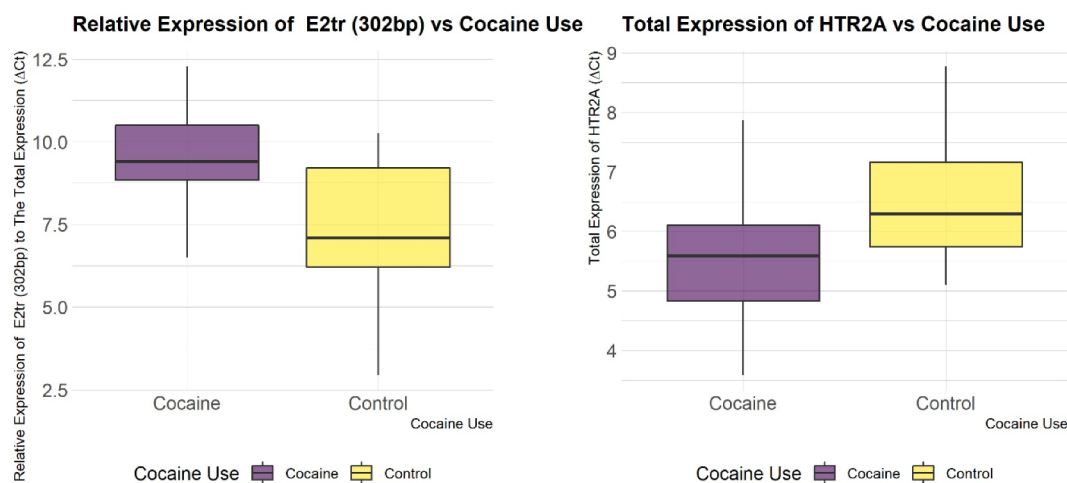 Relative Expression of  E2tr (302bp) vs Cocaine Use
Relative Expression of  E2tr (302bp) to The Total Expression (ΔCt)
12.5
10.0
7.5
5.0
2.5
Cocaine
Control
Cocaine Use
Cocaine Use Cocaine Control
Total Expression of HTR2A vs Cocaine Use
Total Expression of HTR2A (ΔCt)
9
8
7
6
5
4
Cocaine
Control
Cocaine Use
Cocaine Use Cocaine Control